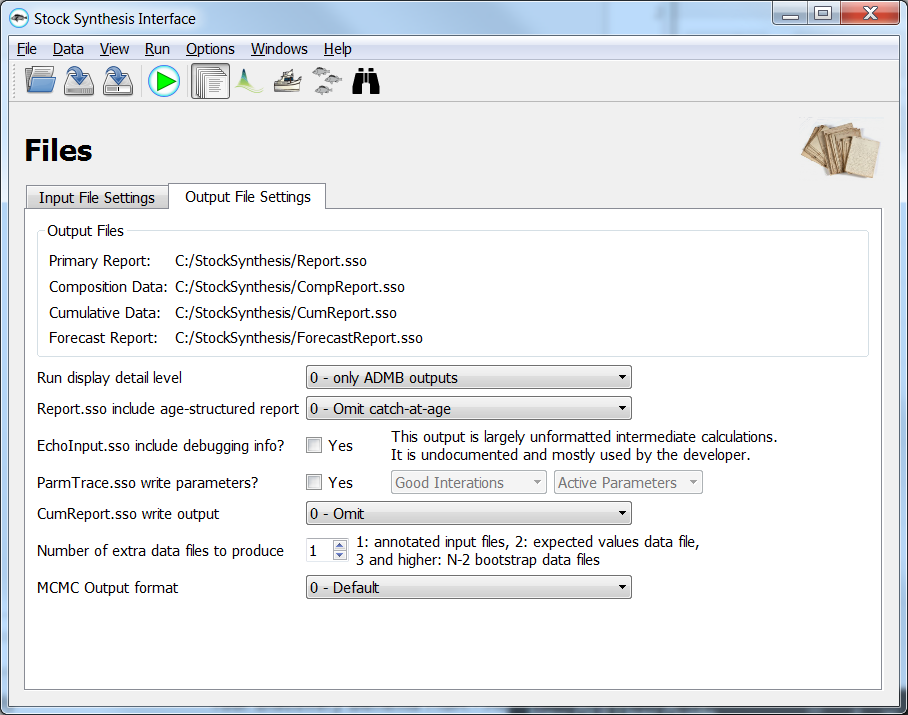 Stock Synthesis Interface
File Data View Run Options Windows Help
Files
Input File Settings Output File Settings
Output Files
Primary Report: C:/StockSynthesis/Report.sso
Composition Data: C:/StockSynthesis/CompReport.sso
Cumulative Data: C:/StockSynthesis/CumReport.sso
Forecast Report: C:/StockSynthesis/ForecastReport.sso
Run display detail level 0 - only ADMB outputs
Report.sso include age-structured report 0 - Omit catch-at-age
EchoInput.sso include debugging info? Yes This output is largely unformatted intermediate calculations.
It is undocumented and mostly used by the developer.
ParmTrace.sso write parameters? Yes Good Interations Active Parameters
CumReport.sso write output 0 - Omit
Number of extra data files to produce 1 1: annotated input files, 2: expected values data file,
3 and higher: N-2 bootstrap data files
MCMC Output format 0 - Default